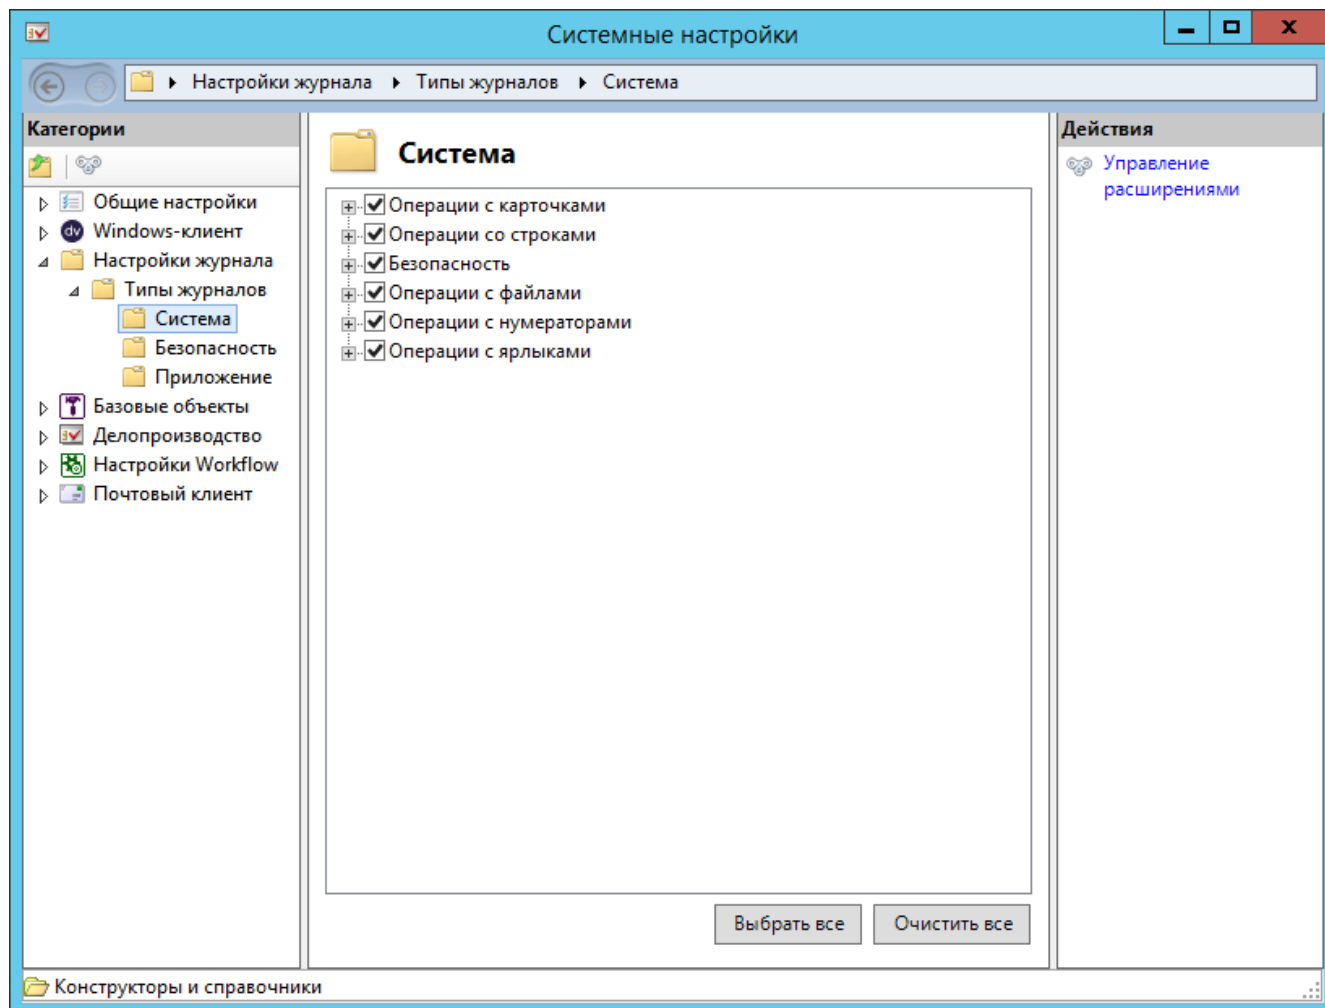 Системные настройки
Настройки журнала Типы журналов Система
Категории
Общие настройки
Windows-клиент
Настройки журнала
Типы журналов
Система
Безопасность
Приложение
Базовые объекты
Делопроизводство
Настройки Workflow
Почтовый клиент
Система
Операции с карточками
Операции со строками
Безопасность
Операции с файлами
Операции с нумераторами
Операции с ярлыками
Выбрать все Очистить все
Действия
Управление
расширениями
Конструкторы и справочники